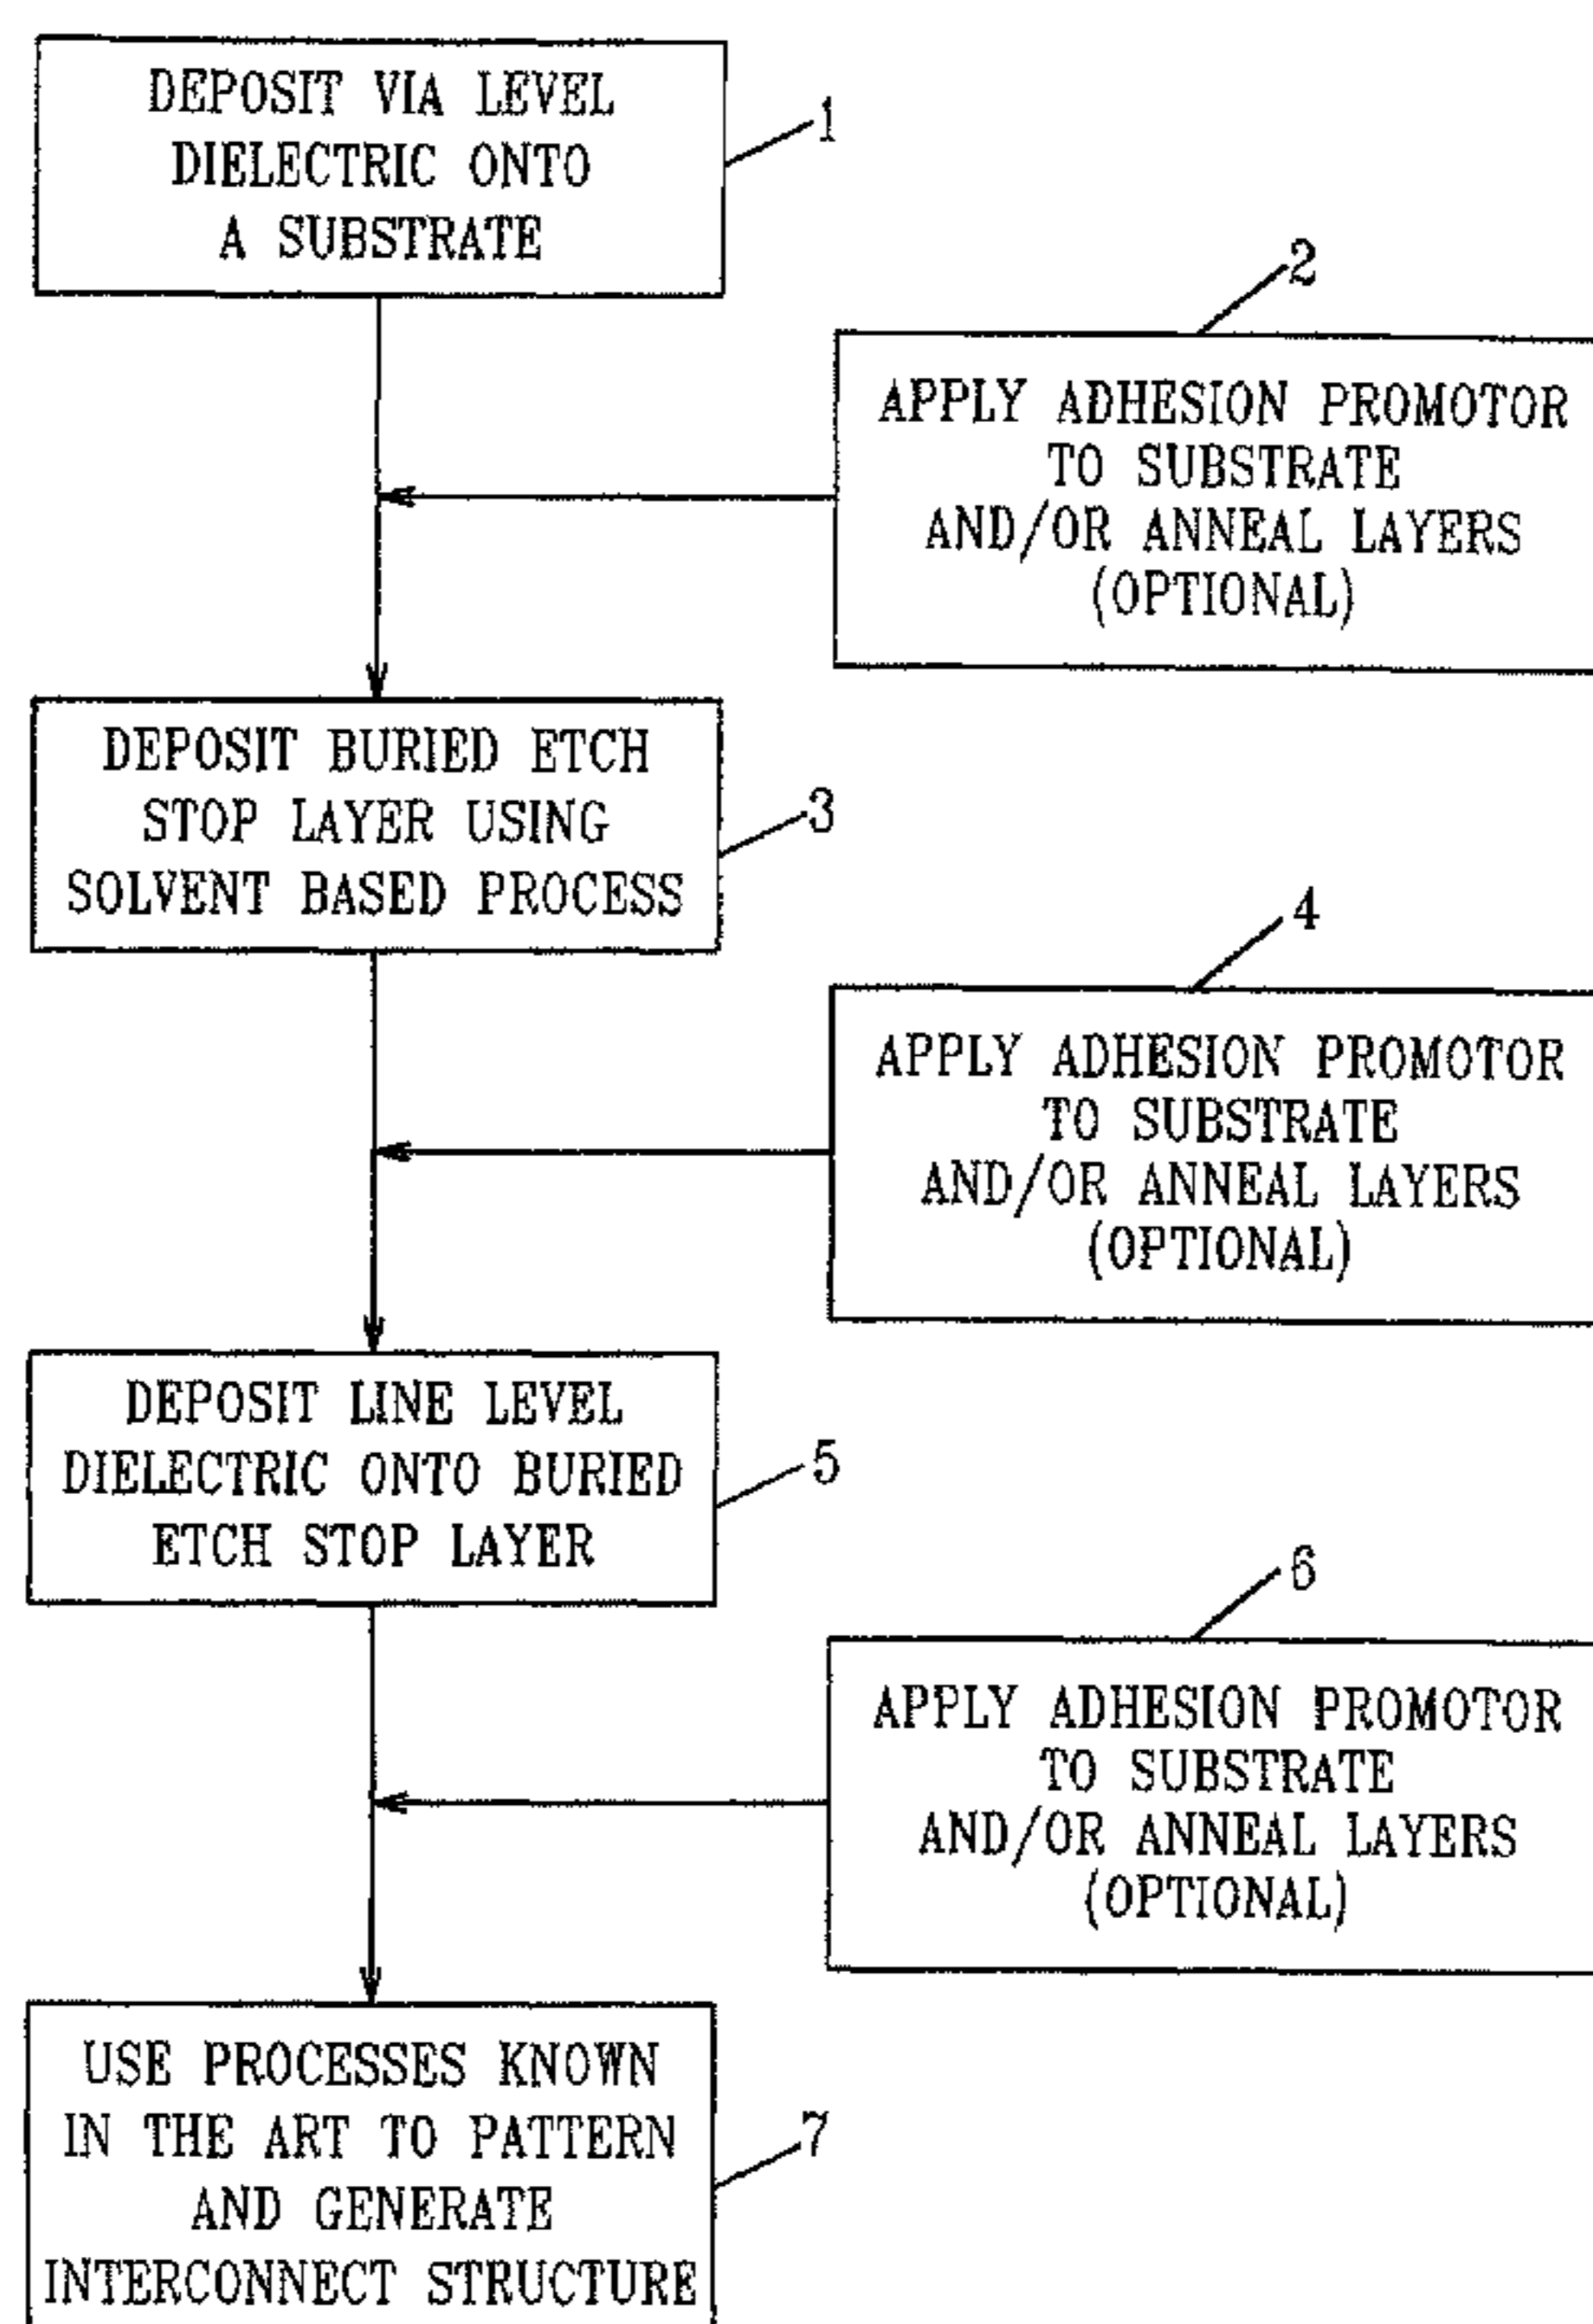 DEPOSIT VIA LEVEL
DIELECTRIC ONTO
A SUBSTRATE
1
2
APPLY ADHESION PROMOTOR
TO SUBSTRATE
AND/OR ANNEAL LAYERS
(OPTIONAL)
DEPOSIT BURIED ETCH
STOP LAYER USING
SOLVENT BASED PROCESS
3
4
APPLY ADHESION PROMOTOR
TO SUBSTRATE
AND/OR ANNEAL LAYERS
(OPTIONAL)
DEPOSIT LINE LEVEL
DIELECTRIC ONTO BURIED
ETCH STOP LAYER
5
6
APPLY ADHESION PROMOTOR
TO SUBSTRATE
AND/OR ANNEAL LAYERS
(OPTIONAL)
USE PROCESSES KNOWN
IN THE ART TO PATTERN
AND GENERATE
INTERCONNECT STRUCTURE
7